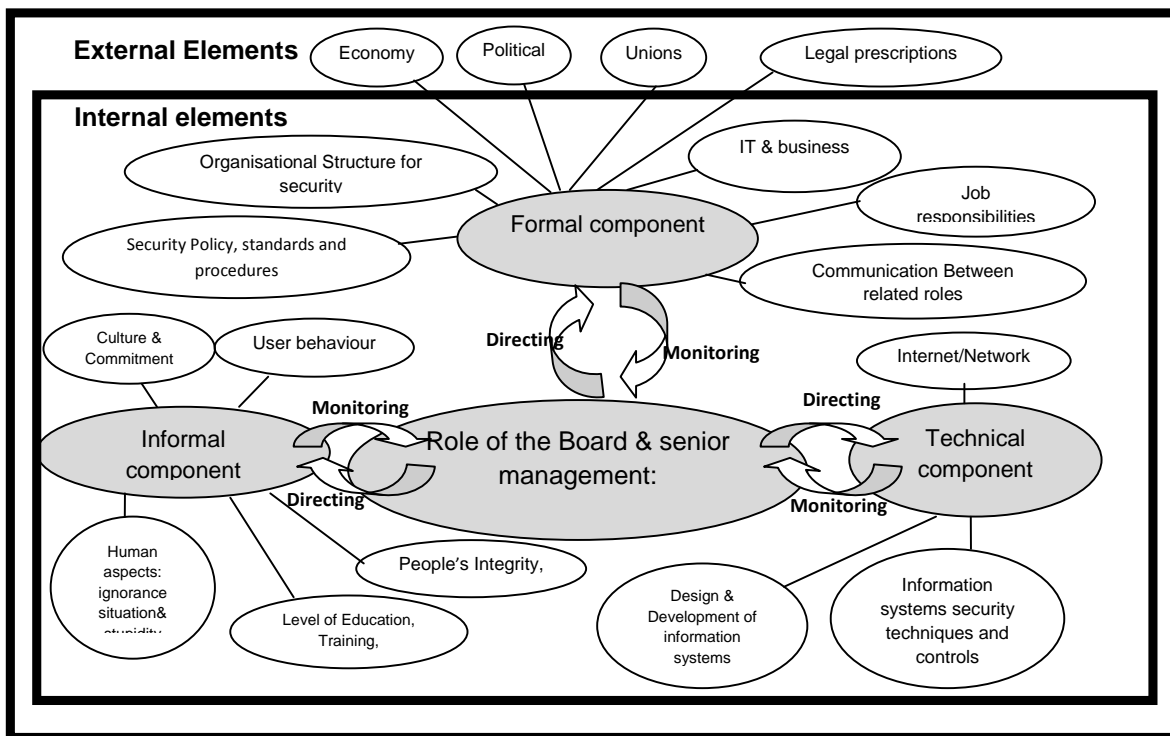 External Elements
Economy
Political
Unions
Legal prescriptions
Internal elements
Organisational Structure for
security
IT & business
Job
responsibilities
Formal component
Security Policy, standards and
procedures
Communication Between
related roles
Directing
Monitoring
Culture &
Commitment
User behaviour
Internet/Network
Monitoring
Directing
Informal
component
Role of the Board & senior
management:
Technical
component
Directing
Monitoring
Human
aspects:
ignorance
situation&
stupidity
People's Integrity,
Level of Education,
Training,
Design &
Development of
information
systems
Information
systems security
techniques and
controls